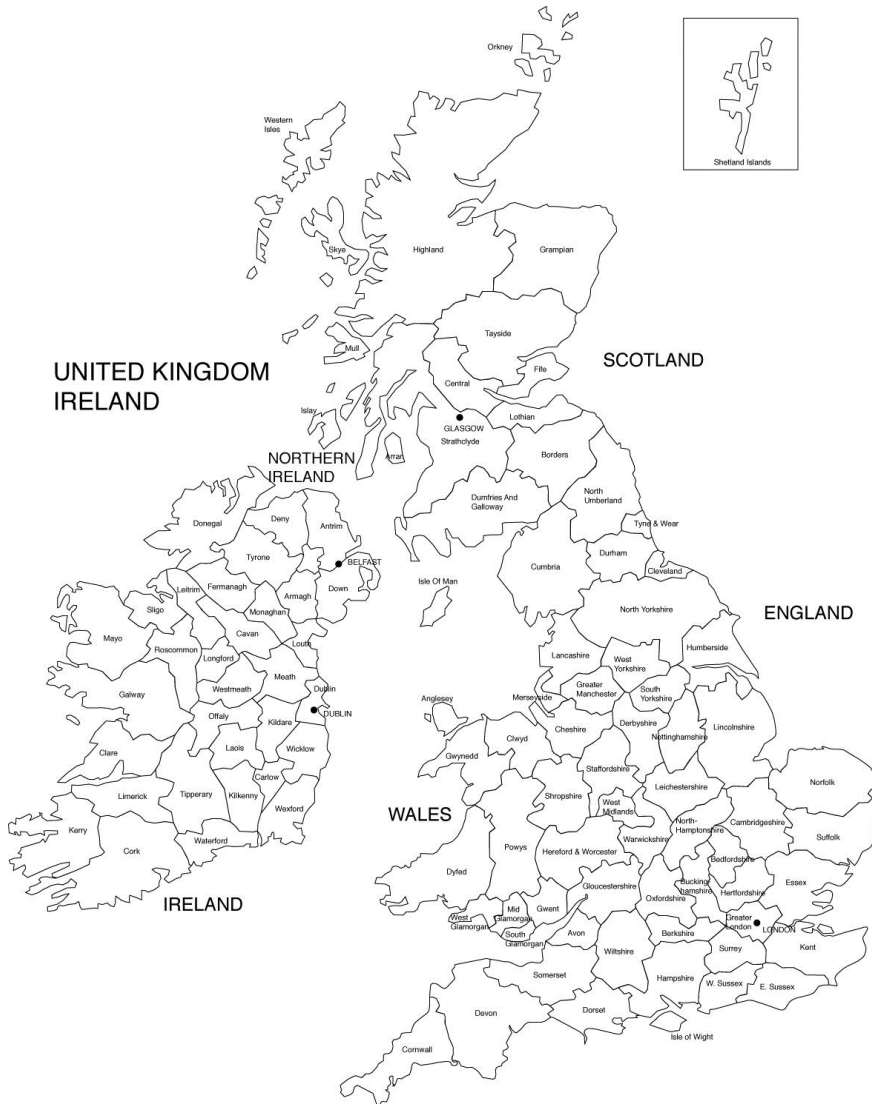 Orkney
Western
Isles
Shetland Islands
Skye
Highland
Grampian
Tayside
Mull
UNITED KINGDOM
IRELAND
SCOTLAND
Fife
Central
Islay
Lothian
GLASGOW
Strathclyde
NORTHERN
IRELAND
Arran
Borders
Dumfries And
Galloway
North
Umberland
Donegal
Deny
Antrim
Tyne & Wear
Tyrone
BELFAST
Durham
Cumbria
Cleveland
Isle Of Man
Leitrim
Fermanagh
Armagh
Down
Sligo
Monaghan
North Yorkshire
ENGLAND
Mayo
Cavan
Roscommon
Louth
Humberside
Lancashire
West
Yorkshire
Longford
Meath
Greater
Manchester
South
Yorkshire
Westmeath
Dublin
Galway
Anglesey
Merseyside
DUBLIN
Offaly
Kildare
Cheshire
Derbyshire
Lincolnshire
Nottinghamshire
Clare
Laois
Wicklow
Clwyd
Gwynedd
Staffordshire
Carlow
Leichestershire
Norfolk
Limerick
Tipperary
Kilkenny
Wexford
Shropshire
West
Midlands
WALES
North-
Hamptonshire
Cambridgeshire
Kerry
Waterford
Cork
Powys
Hereford & Worcester
Warwickshire
Suffolk
Bedfordshire
Dyfed
Gloucestershire
Bucking
hamshire
Hertfordshire
Essex
Oxfordshire
IRELAND
West
Glamorgan
Mid
Glamorgan
Gwent
Greater
London
LONDON
South
Glamorgan
Avon
Berkshire
Wiltshire
Surrey
Kent
Somerset
Hampshire
W. Sussex
E. Sussex
Devon
Dorset
Isle of Wight
Cornwall